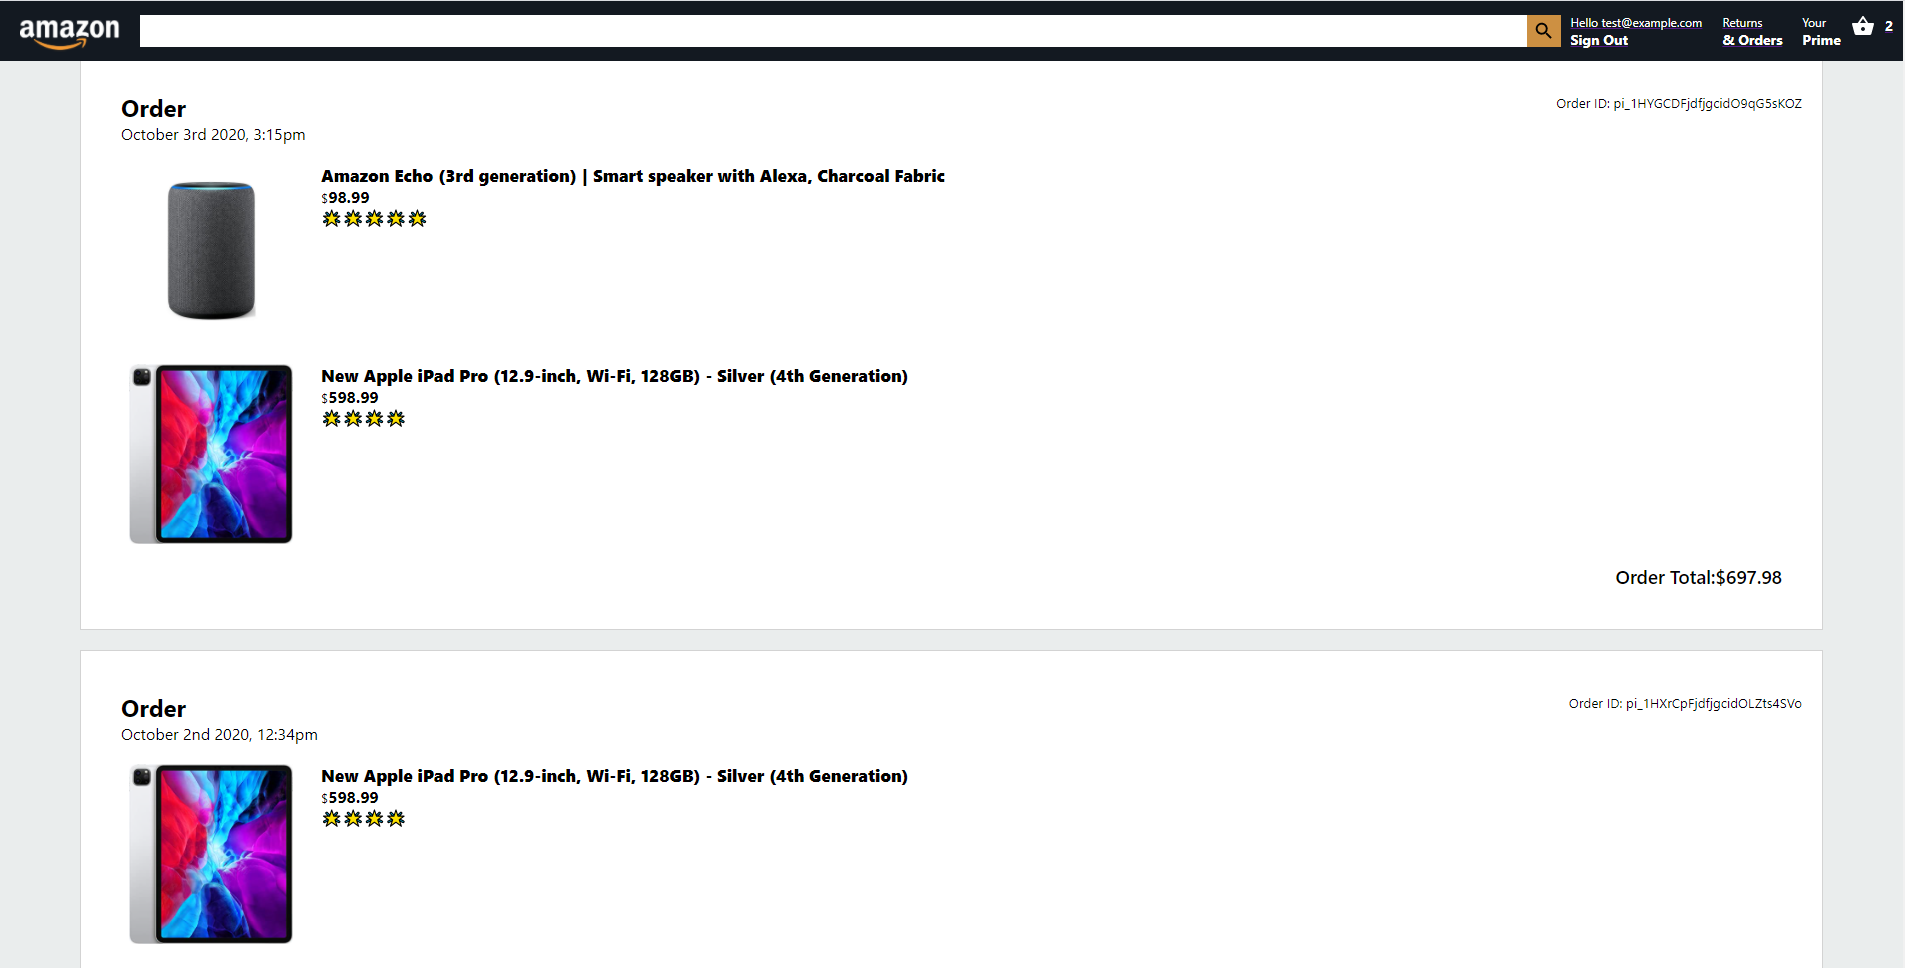 amazon
Hello test@example.com
Sign Out
Returns
& Orders
Your
Prime
2
Order
Order ID: pi_1HYGCDFjdfjgcidO9qG5sKOZ
October 3rd 2020, 3:15pm
Amazon Echo (3rd generation) | Smart speaker with Alexa, Charcoal Fabric
$98.99
New Apple iPad Pro (12.9-inch, Wi-Fi, 128GB) - Silver (4th Generation)
$598.99
Order Total:$697.98
Order
Order ID: pi_1HXrCpFjdfjgcidOLZts4SVo
October 2nd 2020, 12:34pm
New Apple iPad Pro (12.9-inch, Wi-Fi, 128GB) - Silver (4th Generation)
$598.99